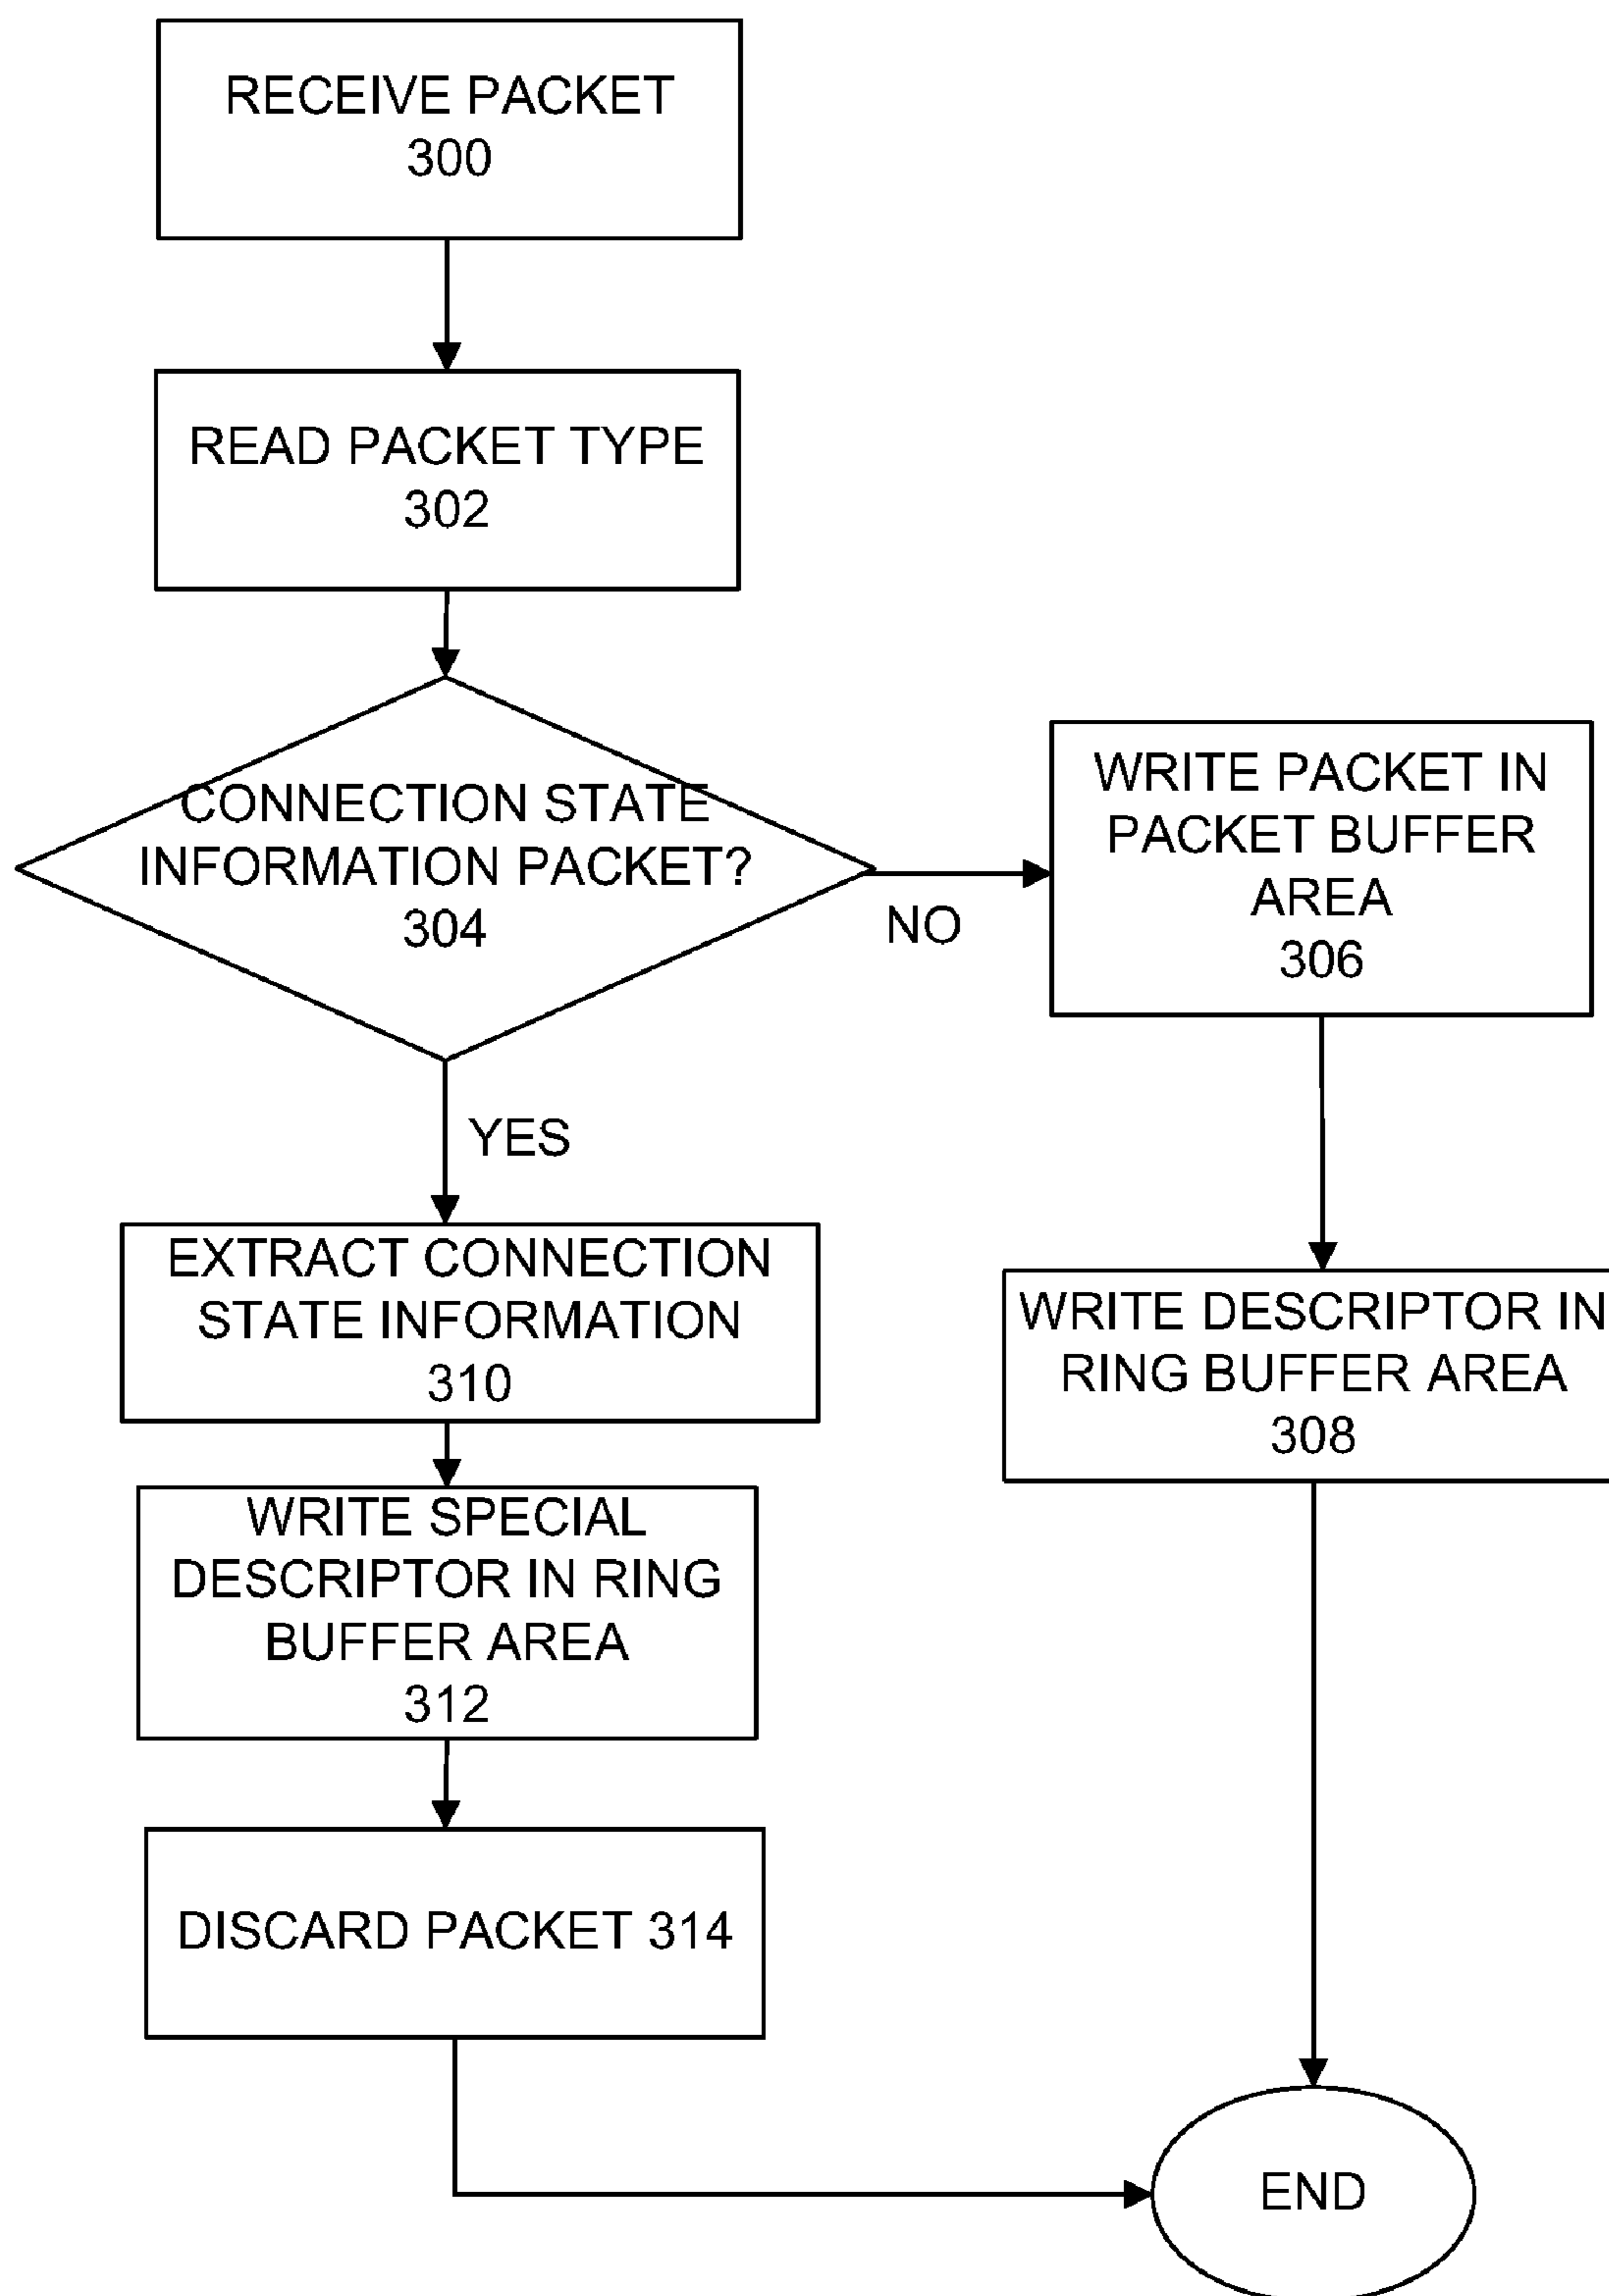 RECEIVE PACKET
300
READ PACKET TYPE
302
CONNECTION STATE
INFORMATION PACKET?
304
NO
WRITE PACKET IN
PACKET BUFFER
AREA
306
WRITE DESCRIPTOR IN
RING BUFFER AREA
308
YES
EXTRACT CONNECTION
STATE INFORMATION
310
WRITE SPECIAL
DESCRIPTOR IN RING
BUFFER AREA
312
DISCARD PACKET 314
END